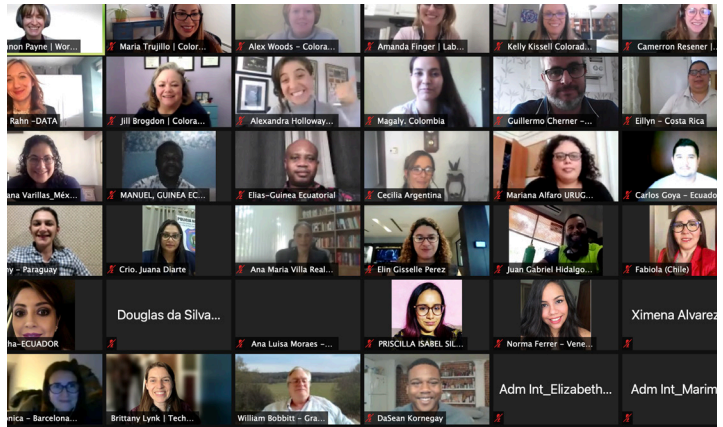 non Payne | Wor...
Maria Trujillo | Color...
Alex Woods - Colora...
Amanda Finger | Lab...
Kelly Kissell Colorad...
Camerron Resener |...
Rahn -DATA
Jill Brogdon | Colora...
Alexandra Holloway...
Magaly, Colombia
Guillermo Cherner -...
Eillyn - Costa Rica
ana Varillas_Méx...
MANUEL, GUINEA EC...
Elias-Guinea Ecuatorial
Cecilia Argentina
Mariana Alfaro URUG...
Carlos Goya - Ecuado
y - Paraguay
Crio. Juana Diarte
Ana Maria Villa Real...
Elin Gisselle Perez
Juan Gabriel Hidalgo...
Fabiola (Chile)
ha-ECUADOR
Douglas da Silva...
Ana Luisa Moraes -...
PRISCILLA ISABEL SIL...
Norma Ferrer - Vene...
Ximena Alvarez
nica - Barcelona...
Brittany Lynk | Tech...
William Bobbitt - Gra...
DaSean Kornegay
Adm Int_Elizabeth...
Adm Int_Marim